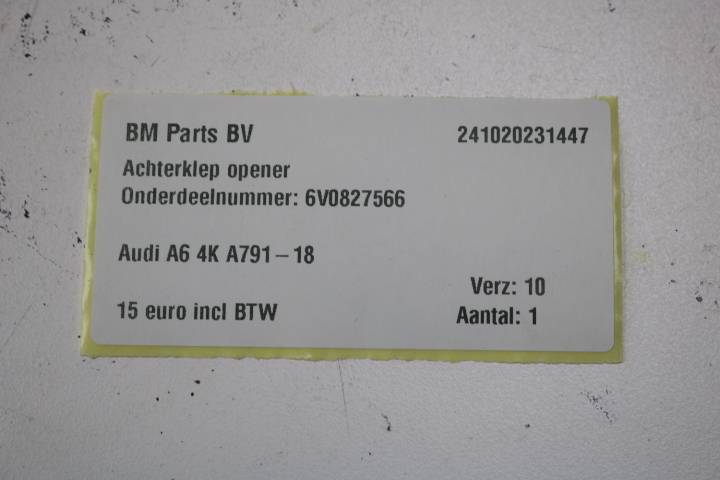 BM Parts BV 241020231447
Achterklep opener
Onderdeelnummer: 6V0827566
Audi A6 4K A791-18
Verz: 10
15 euro incl BTW Aantal: 1